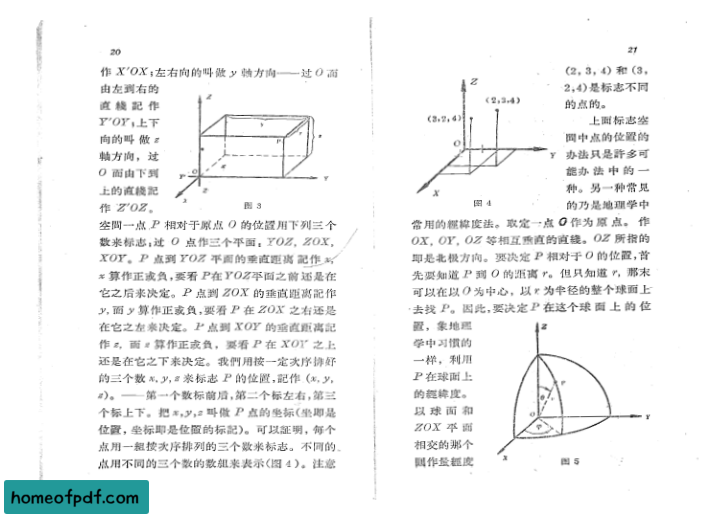 20
作 X′OX；左右向的叫做 y 軸方向——过 O 而
由左到右的
直綫記作
Y′OY；上下
向的叫做 z
軸方向，过
O 而由下到
上的直綫記
作 Z′OZ。
图 3
空間一点 P 相对于原点 O 的位置用下列三个
数来标志：过 O 点作三个平面：YOZ, ZOX,
XOY。P 点到 YOZ 平面的垂直距离記作 x,
x 算作正或負，要看 P 在 YOZ 平面之前还是在
它之后来决定。P 点到 ZOX 的垂直距离記作
y, 而 y 算作正或負，要看 P 在 ZOX 之右还是
在它之左来决定。P 点到 XOY 的垂直距离記
作 z, 而 z 算作正或負，要看 P 在 XOY 之上
还是在它之下来决定。我們用按一定次序排好
的三个数 x, y, z 来标志 P 的位置，記作 (x, y,
z)。——第一个数标前后，第二个标左右，第三
个标上下。把 x, y, z 叫做 P 点的坐标(坐即是
位置，坐标即是位置的标記)。可以証明，每个
点用一組按次序排列的三个数来标志。不同的
点用不同的三个数的数組来表示(图 4)。注意
21
(2, 3, 4) 和 (3,
2, 4) 是标志不同
的点的。
Z
(2,3,4)
(3,2,4)
O
Y
X
图 4
上面标志空
間中点的位置的
办法只是許多可
能办法中的一
种。另一种常見
的乃是地理学中
常用的經緯度法。取定一点 O 作为原点。作
OX, OY, OZ 等相互垂直的直綫。OZ 所指的
即是北极方向。要决定 P 相对于 O 的位置，首
先要知道 P 到 O 的距离 r。但只知道 r, 那末
可以在以 O 为中心，以 r 为半径的整个球面上
去找 P。因此，要决定 P 在这个球面上的位
置，象地理
学中习慣的
一样，利用
P 在球面上
的經緯度。
以球面和
ZOX 平面
相交的那个
圓作为經度
Z
P
θ
O
φ
Y
X
图 5
homeofpdf.com